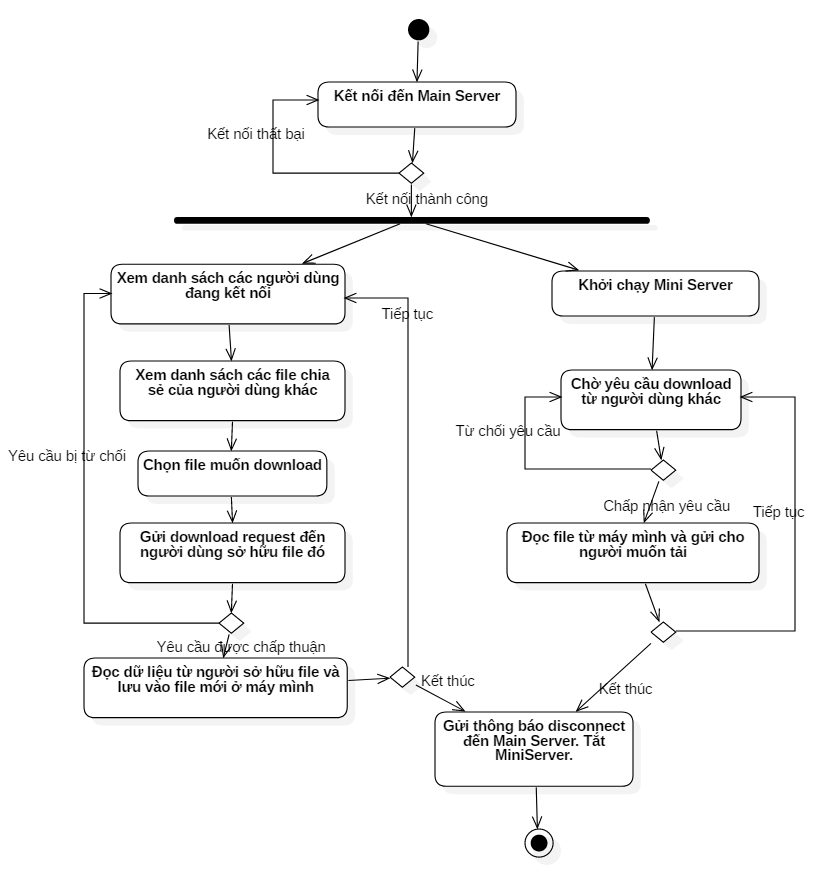 Kết nối đến Main Server
Kết nối thất bại
Kết nối thành công
Xem danh sách các người dùng
đang kết nối
Khởi chạy Mini Server
Tiếp tục
Xem danh sách các file chia
sẻ của người dùng khác
Chờ yêu cầu download
từ người dùng khác
Từ chối yêu cầu
Yêu cầu bị từ chối
Chọn file muốn download
Chấp nhận yêu cầu
Tiếp tục
Gửi download request đến
người dùng sở hữu file đó
Đọc file từ máy mình và gửi cho
người muốn tải
Yêu cầu được chấp thuận
Đọc dữ liệu từ người sở hữu file và
lưu vào file mới ở máy mình
Kết thúc
Kết thúc
Gửi thông báo disconnect
đến Main Server. Tắt
MiniServer.